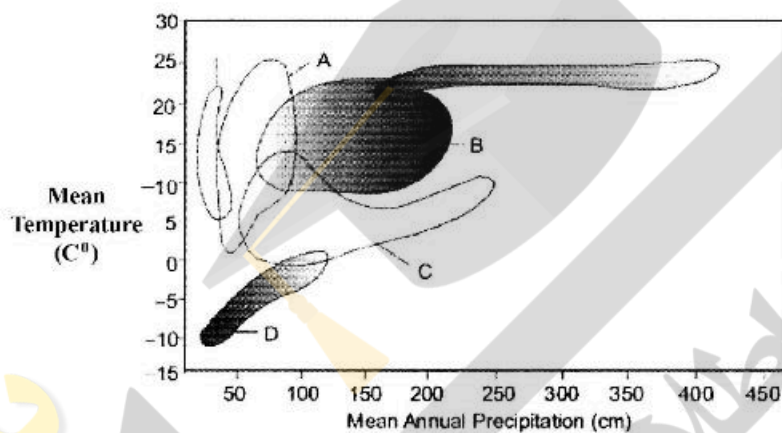 30
25
20
15
–10
5
0
–5
–10
–15
A
B
C
D
Mean
Temperature
(C⁰)
50 100 150 200 250 300 350 400 450
Mean Annual Precipitation (cm)